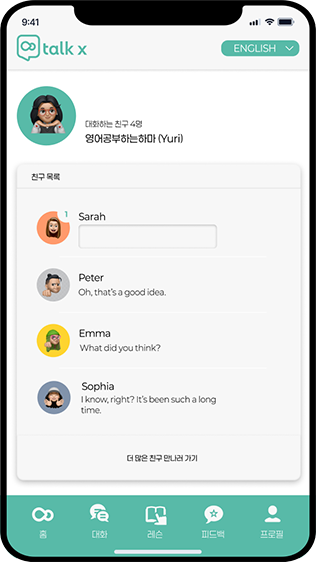 9:41
talk x
ENGLISH
대화하는 친구 4명
영어공부하는하마 (Yuri)
친구 목록
1
Sarah
Peter
Oh, that's a good idea.
Emma
What did you think?
Sophia
I know, right? It's been such a long
time.
더 많은 친구 만나러 가기
홈
대화
레슨
피드백
프로필